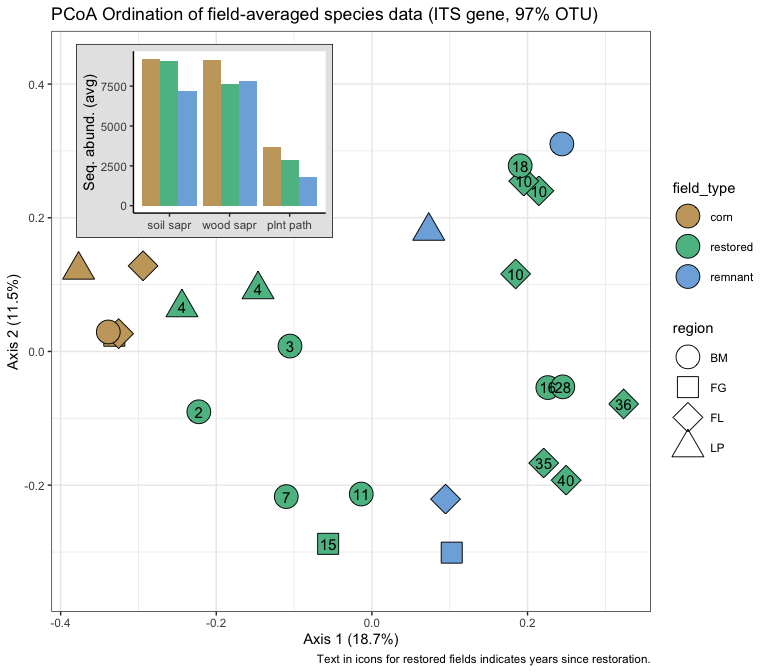 PCoA Ordination of field-averaged species data (ITS gene, 97% OTU)
Axis 2 (11.5%)
0.4
0.2
0.0
-0.2
Seq. abund. (avg)
7500
5000
2500
0
soil sapr
wood sapr
plnt path
18
10
10
10
4
4
3
2
16
28
36
35
40
7
11
15
-0.4
-0.2
0.0
0.2
Axis 1 (18.7%)
Text in icons for restored fields indicates years since restoration.
field_type
corn
restored
remnant
region
BM
FG
FL
LP